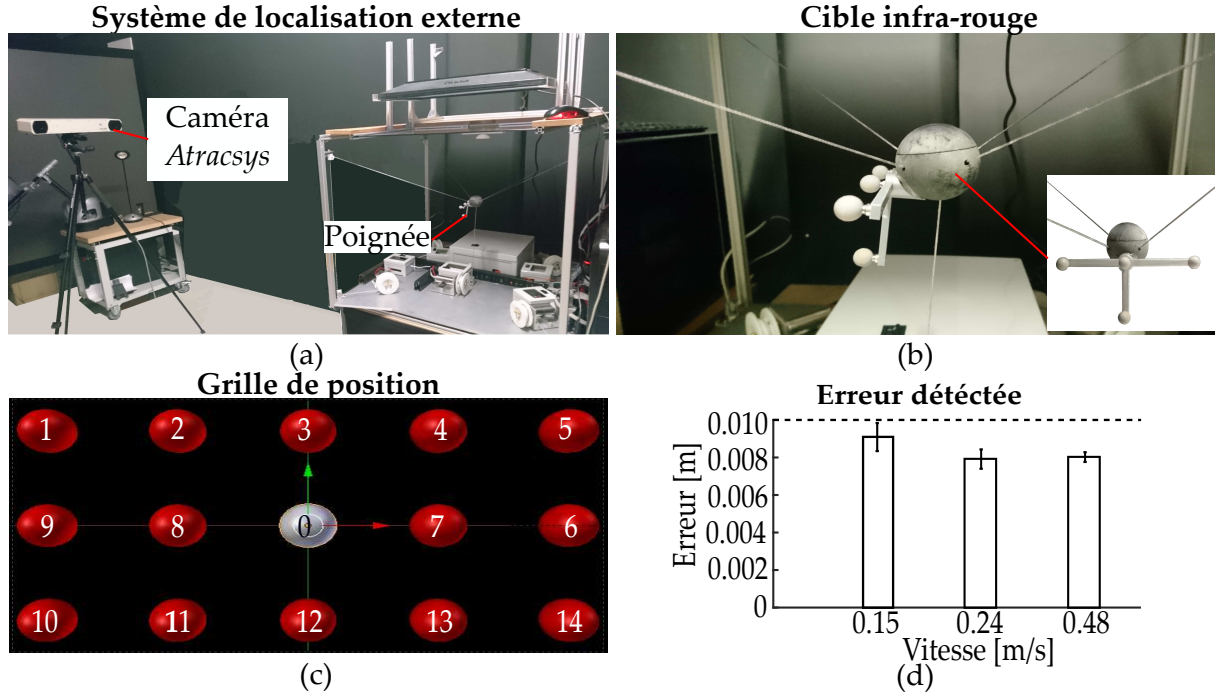 Système de localisation externe
Cible infra-rouge
Caméra
Atracsys
Poignée
(a)
(b)
Grille de position
1 2 3 4 5
9 8 0 7 6
10 11 12 13 14
(c)
Erreur détéctée
0.010
0.008
0.006
0.004
0.002
0
Erreur [m]
0.15 0.24 0.48
Vitesse [m/s]
(d)